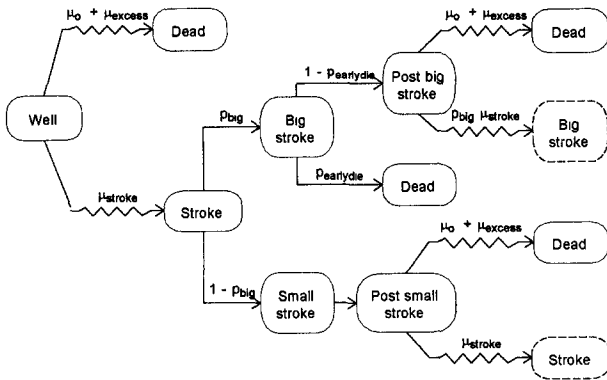 μo + μexcess
Dead
Well
μstroke
Stroke
pbig
Big
stroke
1 - pearlydie
Post big
stroke
μo + μexcess
Dead
pbig μstroke
Big
stroke
pearlydie
Dead
1 - pbig
Small
stroke
Post small
stroke
μo + μexcess
Dead
μstroke
Stroke